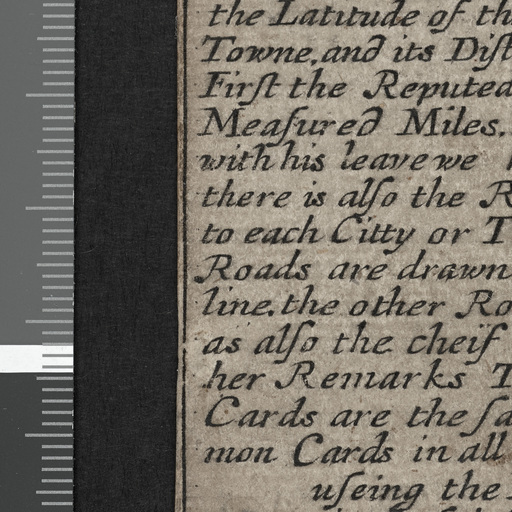 the Latitude of th
Towne. and its Diſt
Firſt the Reputed
Meaſured Miles.
with his leave we
there is alſo the R
to each Citty or T
Roads are drawn
line. the other Ro
as alſo the cheif
her Remarks T
Cards are the ſa
mon Cards in all
uſeing the